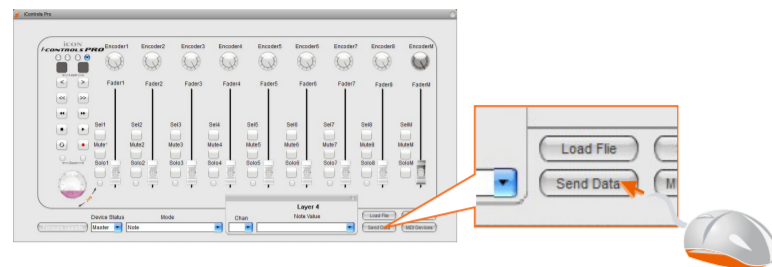 iControls Pro
icon
i-CONTROLS PRO
Encoder1 Encoder2 Encoder3 Encoder4 Encoder5 Encoder6 Encoder7 Encoder8 EncoderM
Fader1 Fader2 Fader3 Fader4 Fader5 Fader6 Fader7 Fader8 FaderM
< >
<< >>
Sel1 Sel2 Sel3 Sel4 Sel5 Sel6 Sel7 Sel8 SelM
Mute1 Mute2 Mute3 Mute4 Mute5 Mute6 Mute7 Mute8 MuteM
Solo1 Solo2 Solo3 Solo4 Solo5 Solo6 Solo7 Solo8 SoloM
Layer 4
Device Status Mode Chan Note Value
Master Note
Load File
Send Data MIDI Devices
Load Flie
Send Data M